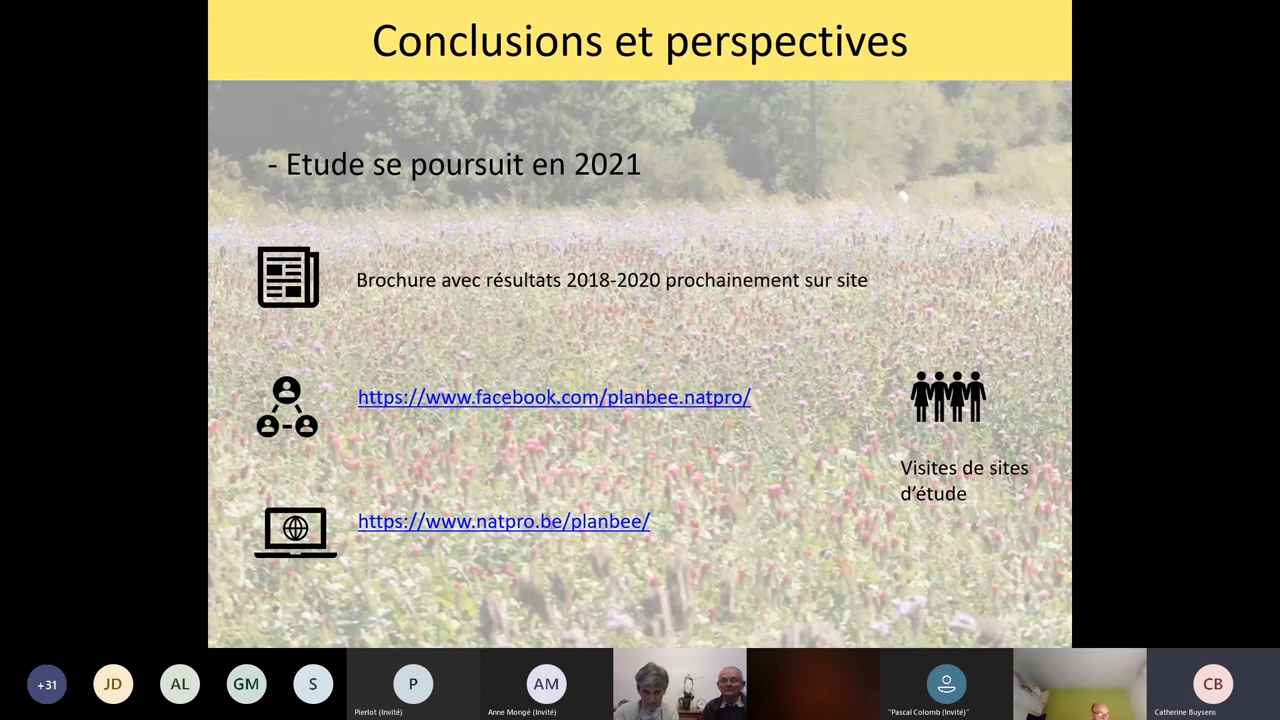 Conclusions et perspectives
- Etude se poursuit en 2021
Brochure avec résultats 2018-2020 prochainement sur site
https://www.facebook.com/planbee.natpro/
Visites de sites
d'étude
https://www.natpro.be/planbee/
+31
JD
AL
GM
S
P
Pierlot (Invité)
AM
Anne Mongé (Invité)
"Pascal Colomb (Invité)"
CB
Catherine Buysens